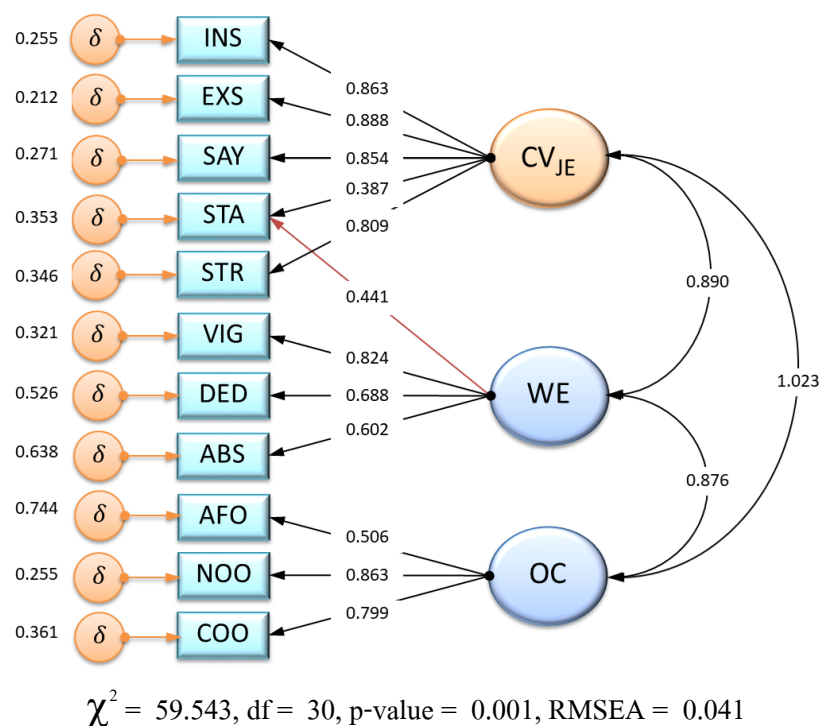 0.255 δ INS
0.863
0.212 δ EXS
0.888
0.271 δ SAY
0.854
CV_JE
0.387
0.353 δ STA
0.809
0.346 δ STR
0.441
0.890
0.321 δ VIG
0.824
0.526 δ DED
0.688
WE
1.023
0.602
0.638 δ ABS
0.876
0.744 δ AFO
0.506
0.255 δ NOO
0.863
OC
0.799
0.361 δ COO
χ² = 59.543, df = 30, p-value = 0.001, RMSEA = 0.041